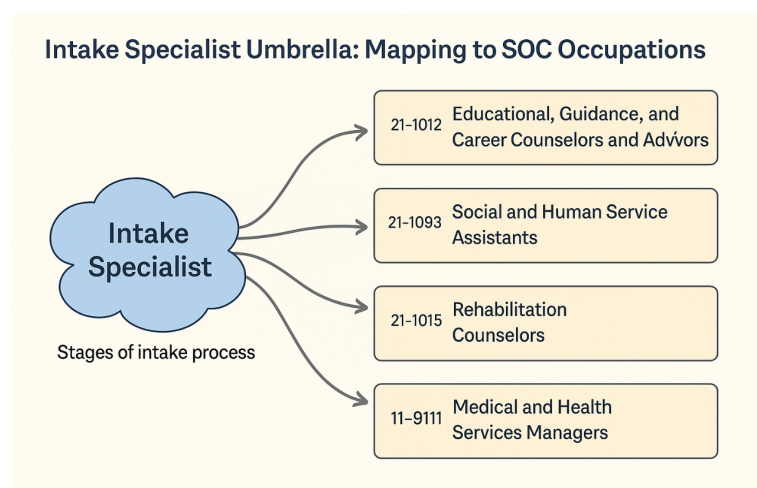 Intake Specialist Umbrella: Mapping to SOC Occupations
21-1012 Educational, Guidance, and
Career Counselors and Advvors
21-1093 Social and Human Service
Assistants
Intake
Specialist
21-1015 Rehabilitation
Counselors
Stages of intake process
11–9111 Medical and Health
Services Managers